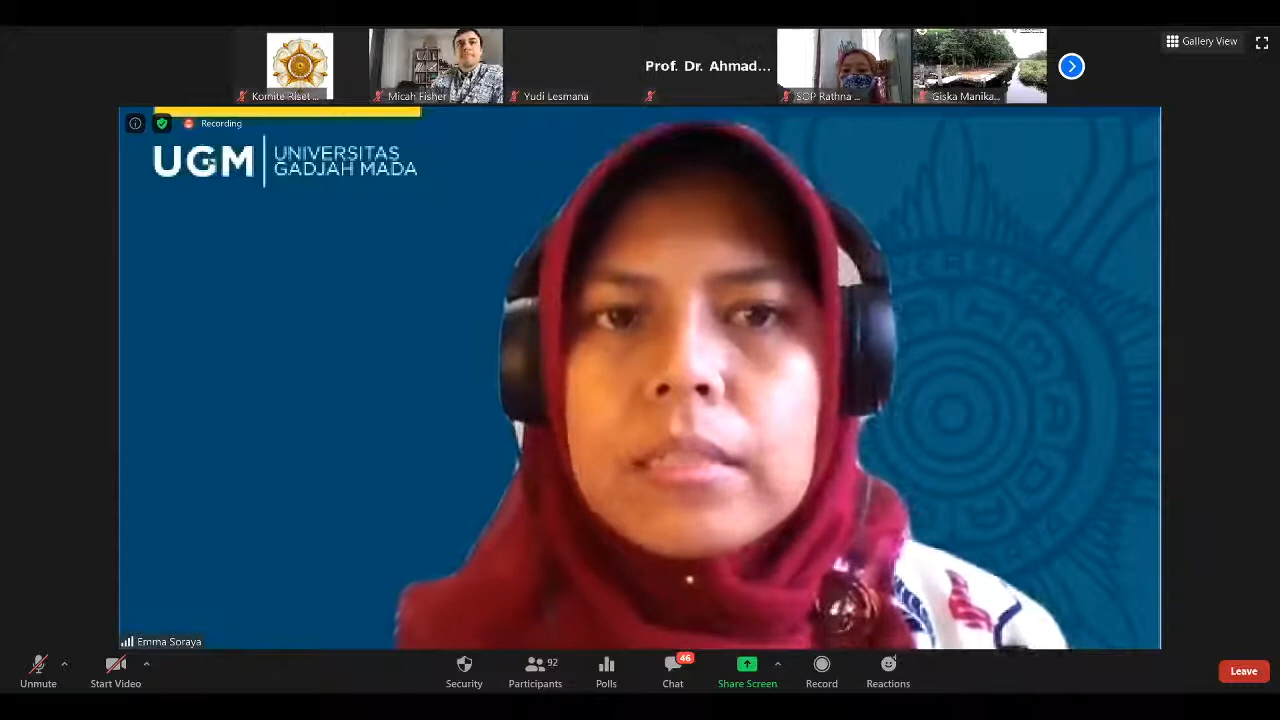 Prof. Dr. Ahmad...
Gallery View
Komite Riset ...
Micah Fisher
Yudi Lesmana
SOP Rathna ...
Giska Manika...
Recording
UGM
UNIVERSITAS
GADJAH MADA
Emma Soraya
92
46
Unmute
Start Video
Security
Participants
Polls
Chat
Share Screen
Record
Reactions
Leave